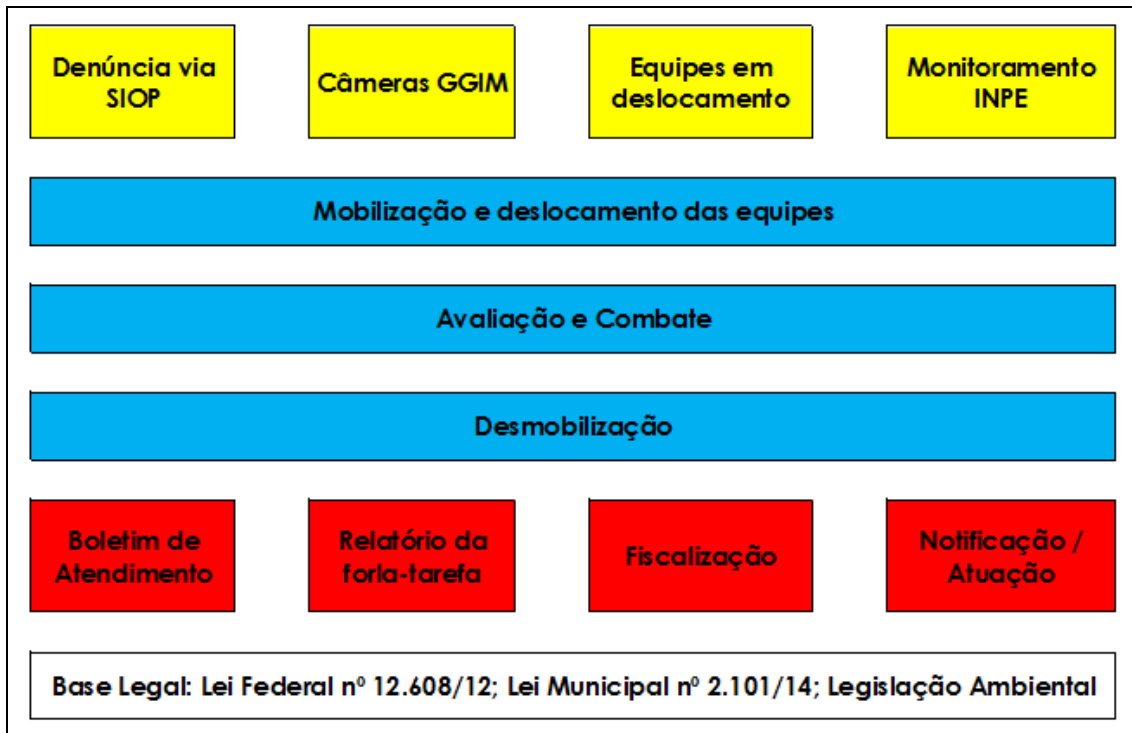 Denúncia via
SIOP
Câmeras GGIM
Equipes em
deslocamento
Monitoramento
INPE
Mobilização e deslocamento das equipes
Avaliação e Combate
Desmobilização
Boletim de
Atendimento
Relatório da
forla-tarefa
Fiscalização
Notificação /
Atuação
Base Legal: Lei Federal nº 12.608/12; Lei Municipal nº 2.101/14; Legislação Ambiental